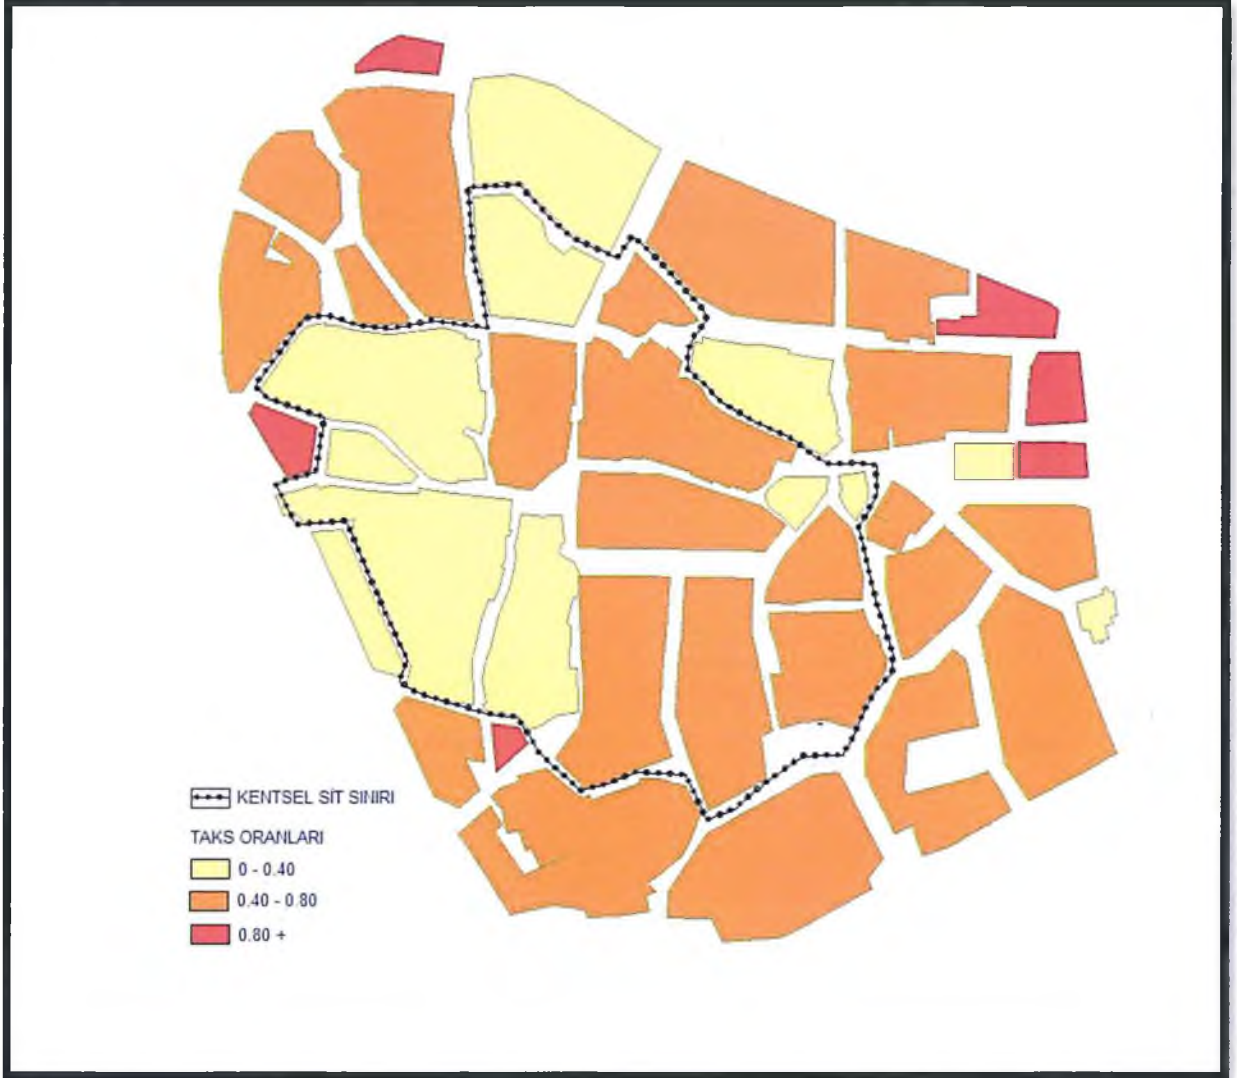 KENTSEL SİT SINIRI
TAKS ORANLARI
0 - 0.40
0.40 - 0.80
0.80 +